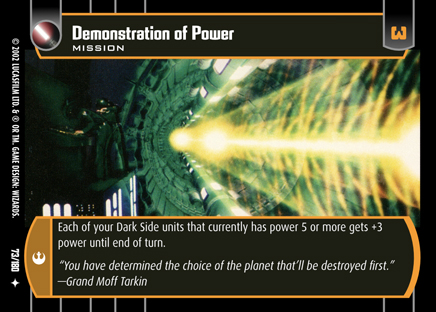 Demonstration of Power
MISSION
3
© 2002 LUCASFILM LTD. & ® OR TM. GAME DESIGN: WIZARDS.
73/180
Each of your Dark Side units that currently has power 5 or more gets +3
power until end of turn.
“You have determined the choice of the planet that’ll be destroyed first.”
—Grand Moff Tarkin